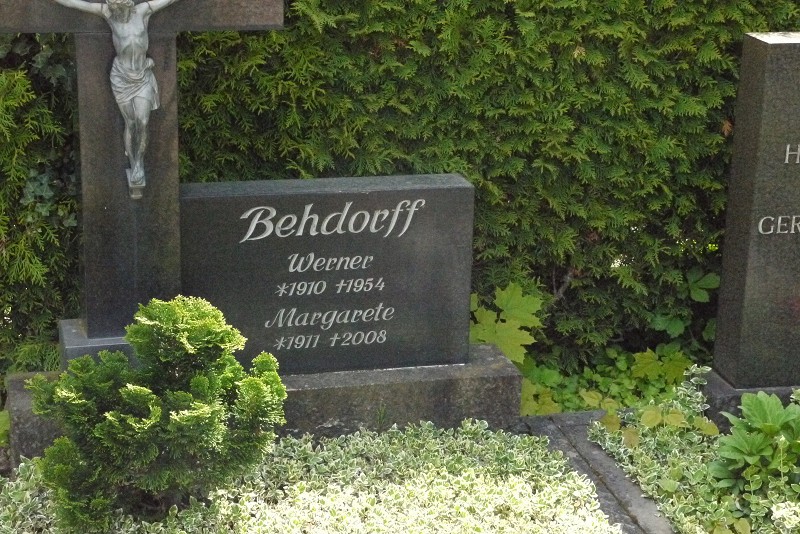 Behdorff
Werner
*1910 †1954
Margarete
*1911 †2008